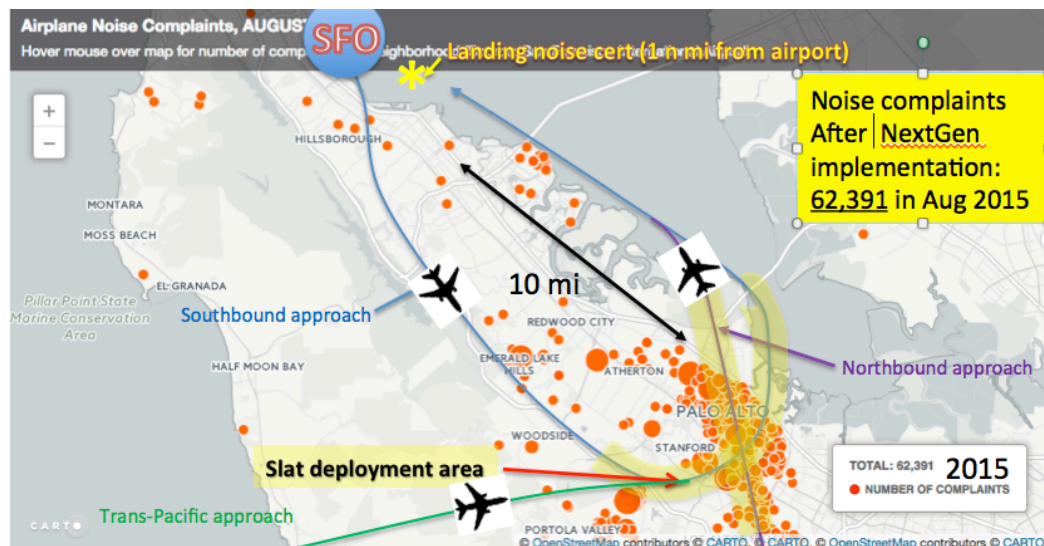 Airplane Noise Complaints, AUGUST
SFO
Hover mouse over map for number of comp
Landing noise cert (1 n mi from airport)
+
−
Noise complaints
After NextGen
implementation:
62,391 in Aug 2015
HILLSBOROUGH
MONTARA
MOSS BEACH
EL GRANADA
Pillar Point State
Marine Conservation
Area
Southbound approach
10 mi
REDWOOD CITY
EMERALD LAKE
HILLS
ATHERTON
Northbound approach
HALF MOON BAY
PALO ALTO
WOODSIDE
STANFORD
Slat deployment area
TOTAL: 62,391 2015
NUMBER OF COMPLAINTS
Trans-Pacific approach
CARTO
PORTOLA VALLEY
© OpenStreetMap contributors © CARTO, © CARTO, © OpenStreetMap contributors © CARTO